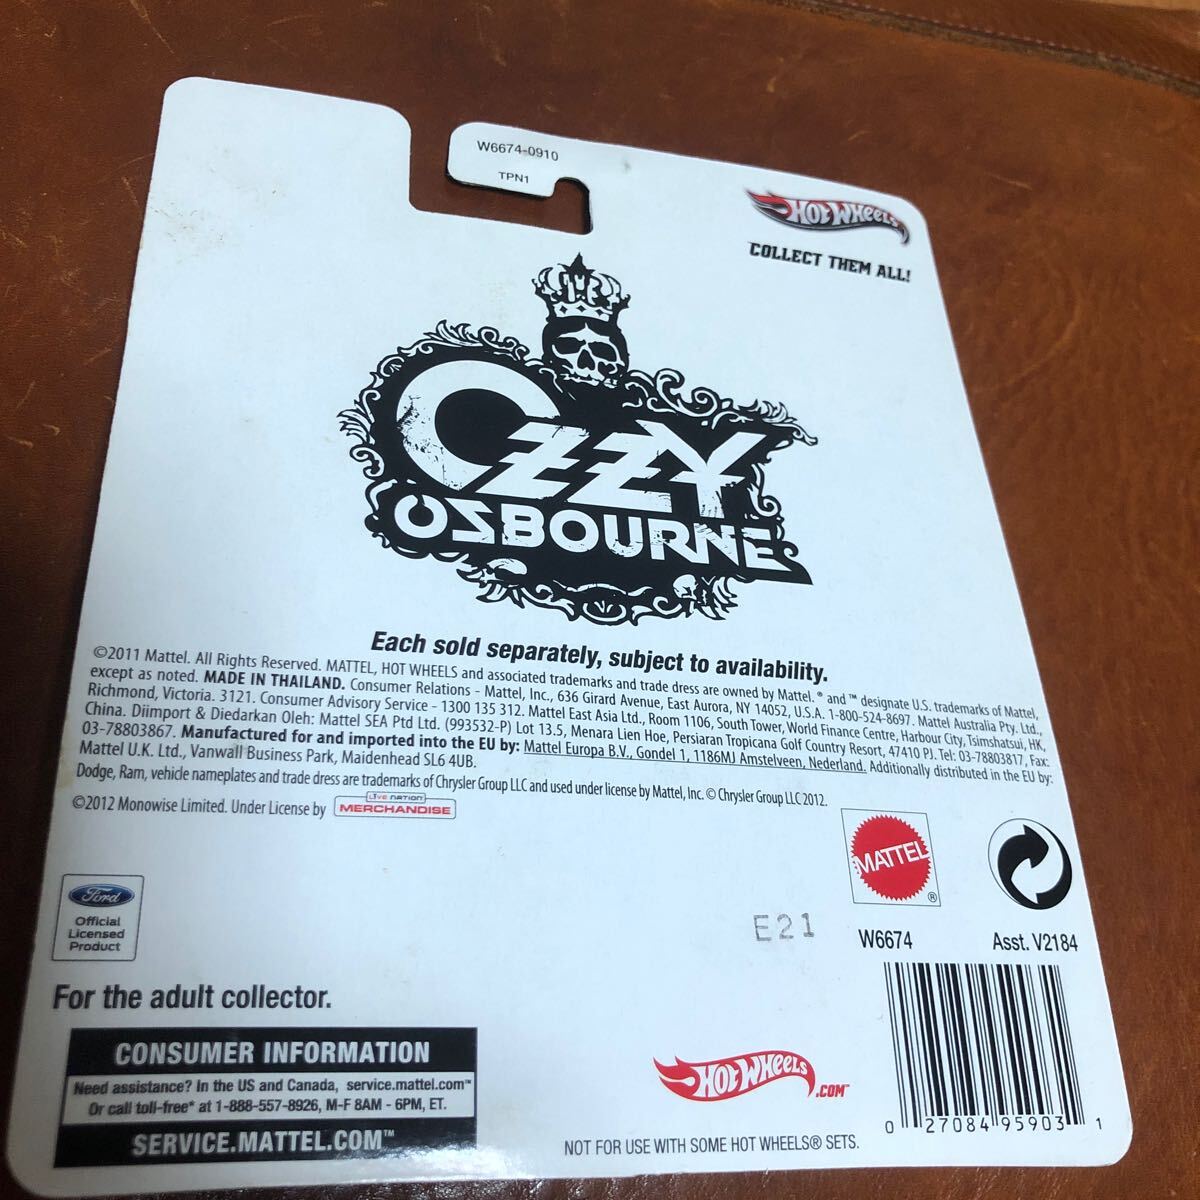 W6674-0910
TPN1
HOT WHEELS
COLLECT THEM ALL!
OZZY
OSBOURNE
Each sold separately, subject to availability.
©2011 Mattel. All Rights Reserved. MATTEL, HOT WHEELS and associated trademarks and trade dress are owned by Mattel. ® and ™ designate U.S. trademarks of Mattel,
except as noted. MADE IN THAILAND. Consumer Relations - Mattel, Inc., 636 Girard Avenue, East Aurora, NY 14052, U.S.A. 1-800-524-8697. Mattel Australia Pty. Ltd.,
Richmond, Victoria. 3121. Consumer Advisory Service - 1300 135 312. Mattel East Asia Ltd., Room 1106, South Tower, World Finance Centre, Harbour City, Tsimshatsui, HK,
China. Diimport & Diedarkan Oleh: Mattel SEA Ptd Ltd. (993532-P) Lot 13.5, Menara Lien Hoe, Persiaran Tropicana Golf Country Resort, 47410 PJ. Tel: 03-78803817, Fax:
03-78803867. Manufactured for and imported into the EU by: Mattel Europa B.V., Gondel 1, 1186MJ Amstelveen, Nederland. Additionally distributed in the EU by:
Mattel U.K. Ltd., Vanwall Business Park, Maidenhead SL6 4UB.
Dodge, Ram, vehicle nameplates and trade dress are trademarks of Chrysler Group LLC and used under license by Mattel, Inc. © Chrysler Group LLC 2012.
©2012 Monowise Limited. Under License by LIVE NATION MERCHANDISE
MATTEL ®
Ford
Official
Licensed
Product
E21
W6674 Asst. V2184
For the adult collector.
CONSUMER INFORMATION
Need assistance? In the US and Canada, service.mattel.com™
Or call toll-free* at 1-888-557-8926, M-F 8AM - 6PM, ET.
SERVICE.MATTEL.COM™
HOT WHEELS .COM™
NOT FOR USE WITH SOME HOT WHEELS® SETS.
0 27084 95903 1